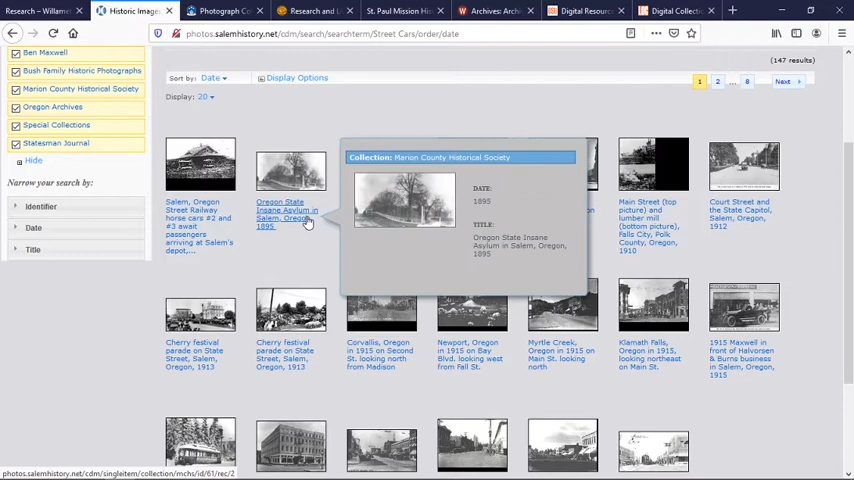 Research – Willame
Historic Image
Photograph Co
Research and Li
St. Paul Mission Hist
Archives: Archi
Digital Resourc
Digital Collecti
photos.salemhistory.net/cdm/search/searchterm/Street Cars/order/date
Ben Maxwell
Bush Family Historic Photographs
Marion County Historical Society
Oregon Archives
Special Collections
Statesman Journal
Hide
Narrow your search by:
Identifier
Date
Title
(147 results)
Sort by: Date
Display Options
1 2 ... 8 Next
Display: 20
Salem, Oregon
Street Railway
horse cars #2 and
#3 await
passengers
arriving at Salem's
depot,...
Oregon State
Insane Asylum in
Salem, Oregon,
1895
Collection: Marion County Historical Society
DATE:
1895
TITLE:
Oregon State Insane
Asylum in Salem, Oregon,
1895
Main Street (top
picture) and
lumber mill
(bottom picture),
Falls City, Polk
County, Oregon,
1910
Court Street and
the State Capitol,
Salem, Oregon,
1912
Cherry festival
parade on State
Street, Salem,
Oregon, 1913
Cherry festival
parade on State
Street, Salem,
Oregon, 1913
Corvallis, Oregon
in 1915 on Second
St. looking north
from Madison
Newport, Oregon
in 1915 on Bay
Blvd. looking west
from Fall St.
Myrtle Creek,
Oregon in 1915 on
Main St. looking
north
Klamath Falls,
Oregon in 1915,
looking northeast
on Main St.
1915 Maxwell in
front of Halvorsen
& Burns business
in Salem, Oregon,
1915
photos.salemhistory.net/cdm/singleitem/collection/mchs/id/61/rec/2